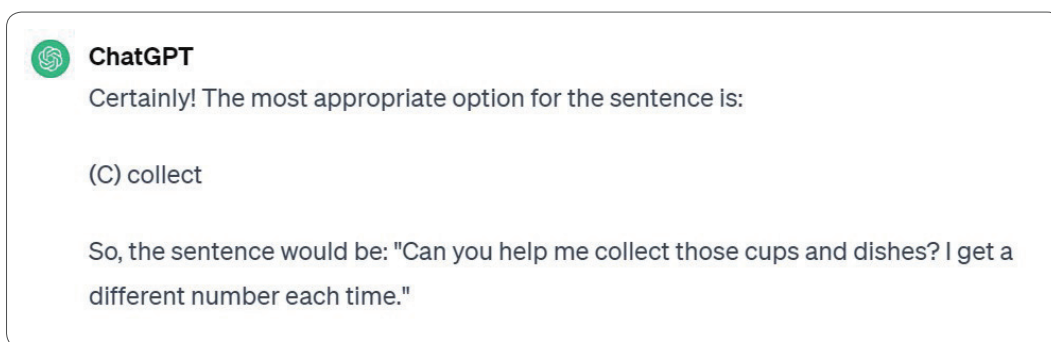 ChatGPT
Certainly! The most appropriate option for the sentence is:
(C) collect
So, the sentence would be: "Can you help me collect those cups and dishes? I get a
different number each time."